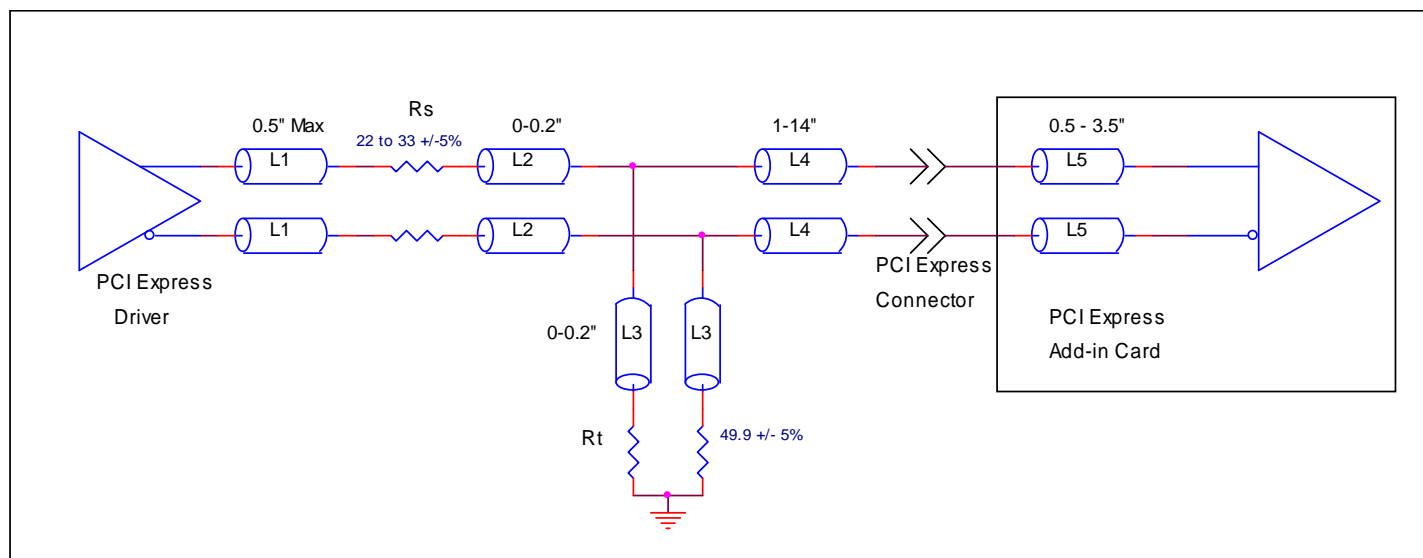 Rs
0.5" Max
22 to 33 +/-5%
0-0.2"
1-14"
0.5 - 3.5"
L1
L2
L4
L5
L1
L2
L4
L5
PCI Express
Driver
PCI Express
Connector
0-0.2"
L3
L3
PCI Express
Add-in Card
Rt
49.9 +/- 5%